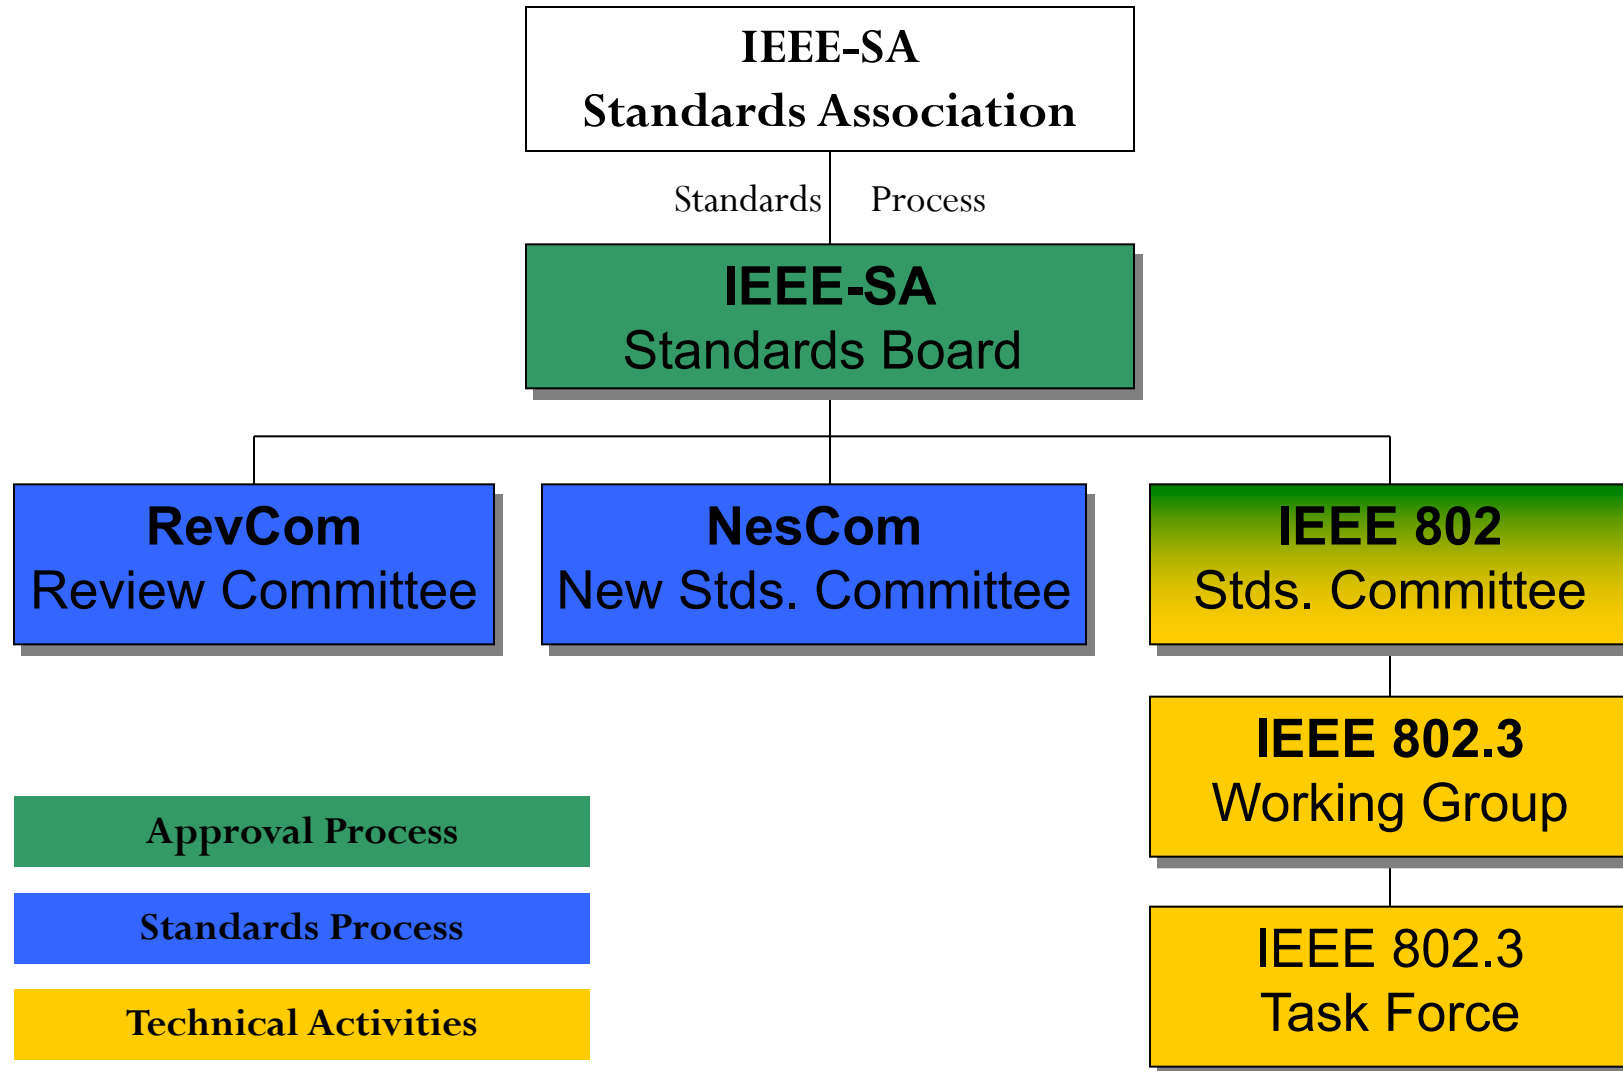 IEEE-SA
Standards Association
Standards Process
IEEE-SA
Standards Board
RevCom
Review Committee
NesCom
New Stds. Committee
IEEE 802
Stds. Committee
IEEE 802.3
Working Group
IEEE 802.3
Task Force
Approval Process
Standards Process
Technical Activities